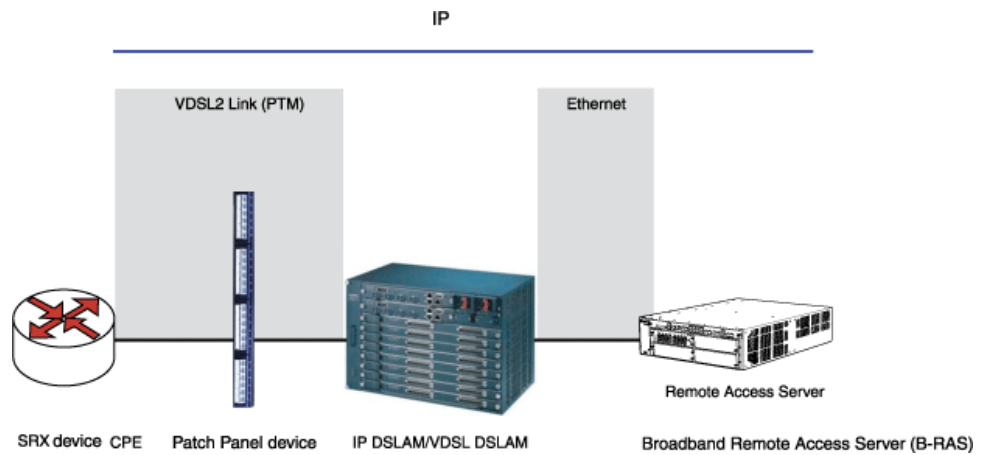 IP
VDSL2 Link (PTM)
Ethernet
Remote Access Server
SRX device CPE
Patch Panel device
IP DSLAM/VDSL DSLAM
Broadband Remote Access Server (B-RAS)